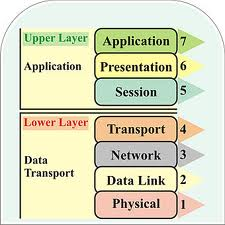 Upper Layer
Application 7
Application
Presentation 6
Session 5
Lower Layer
Transport 4
Network 3
Data
Transport
Data Link 2
Physical 1